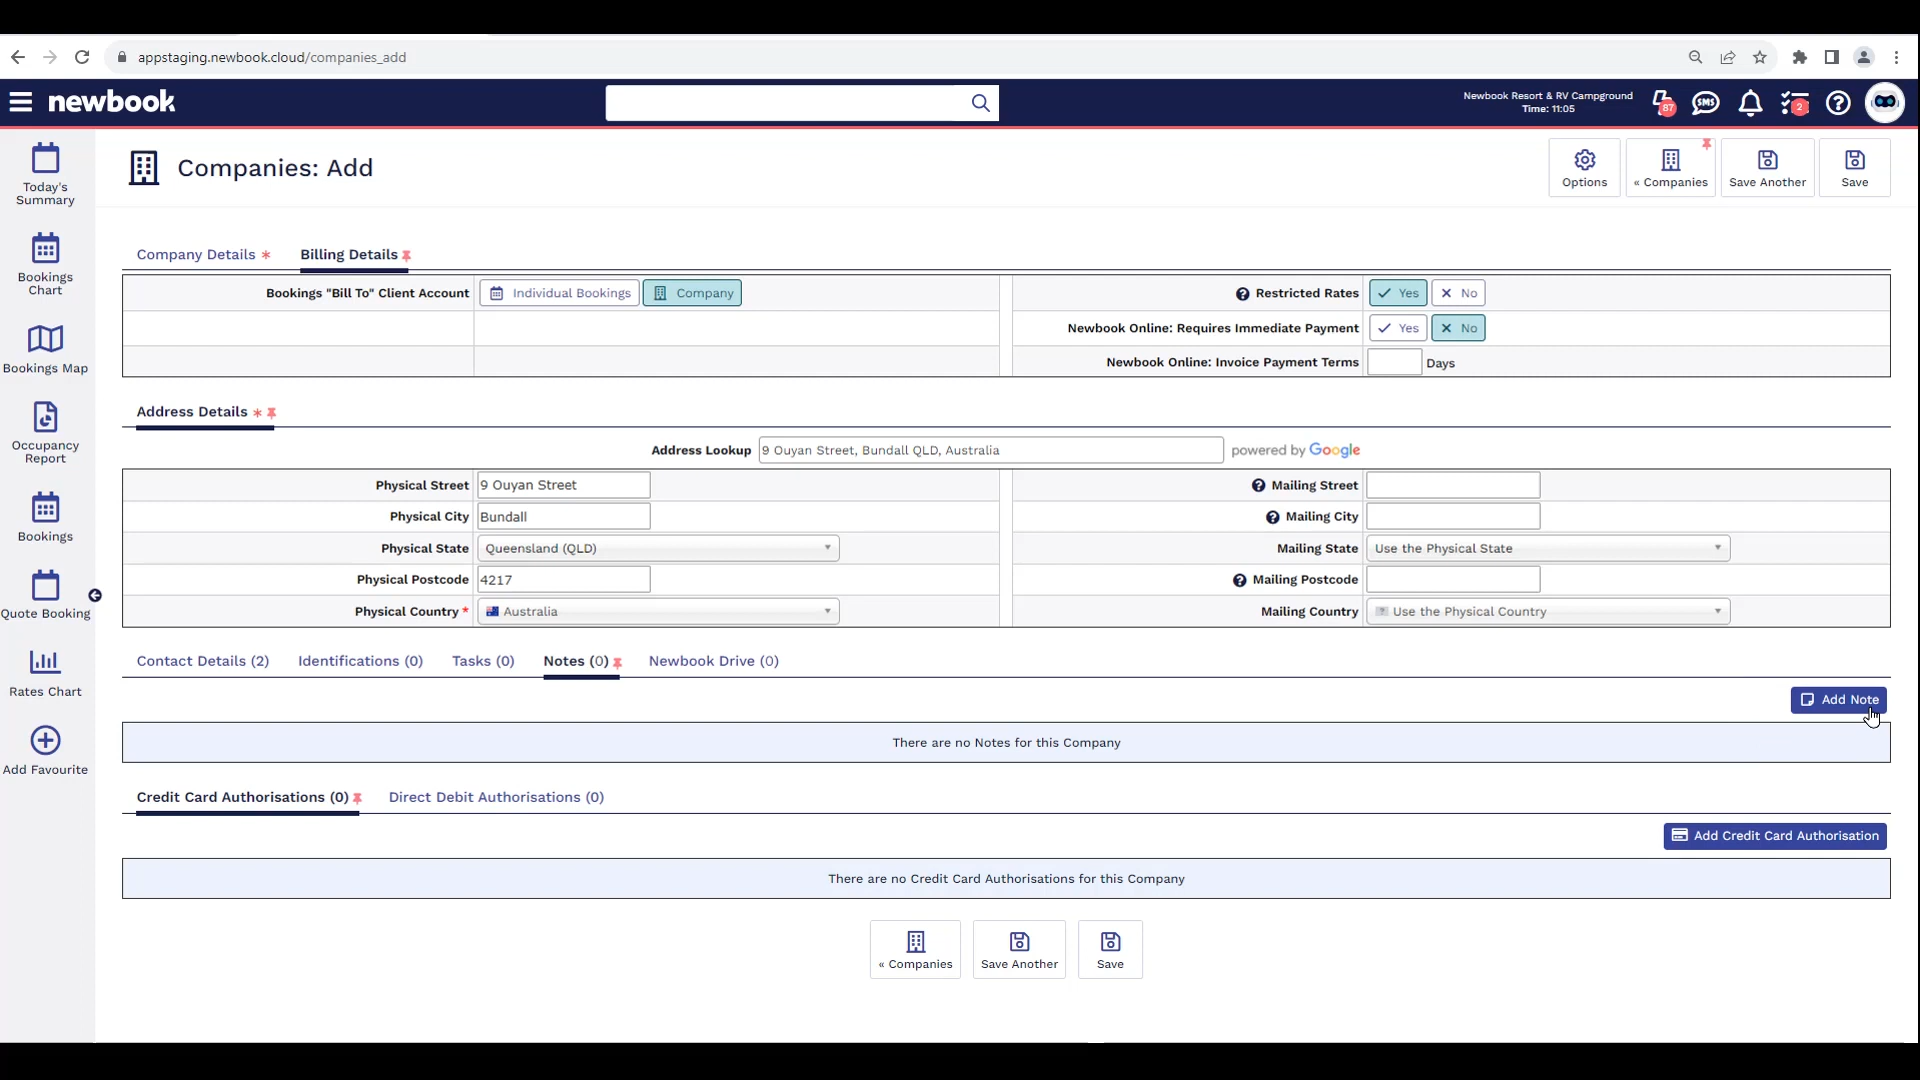 appstaging.newbook.cloud/companies_add
newbook
Newbook Resort & RV Campground
Time: 11:05
87
SMS
2
Today's
Summary
Bookings
Chart
Bookings Map
Occupancy
Report
Bookings
Quote Booking
Rates Chart
Add Favourite
Companies: Add
Options
« Companies
Save Another
Save
Company Details *
Billing Details
Bookings "Bill To" Client Account
Individual Bookings
Company
Restricted Rates
Yes
No
Newbook Online: Requires Immediate Payment
Yes
No
Newbook Online: Invoice Payment Terms
Days
Address Details *
Address Lookup
9 Ouyan Street, Bundall QLD, Australia
powered by Google
Physical Street
9 Ouyan Street
Mailing Street
Physical City
Bundall
Mailing City
Physical State
Queensland (QLD)
Mailing State
Use the Physical State
Physical Postcode
4217
Mailing Postcode
Physical Country *
Australia
Mailing Country
Use the Physical Country
Contact Details (2)
Identifications (0)
Tasks (0)
Notes (0)
Newbook Drive (0)
Add Note
There are no Notes for this Company
Credit Card Authorisations (0)
Direct Debit Authorisations (0)
Add Credit Card Authorisation
There are no Credit Card Authorisations for this Company
« Companies
Save Another
Save